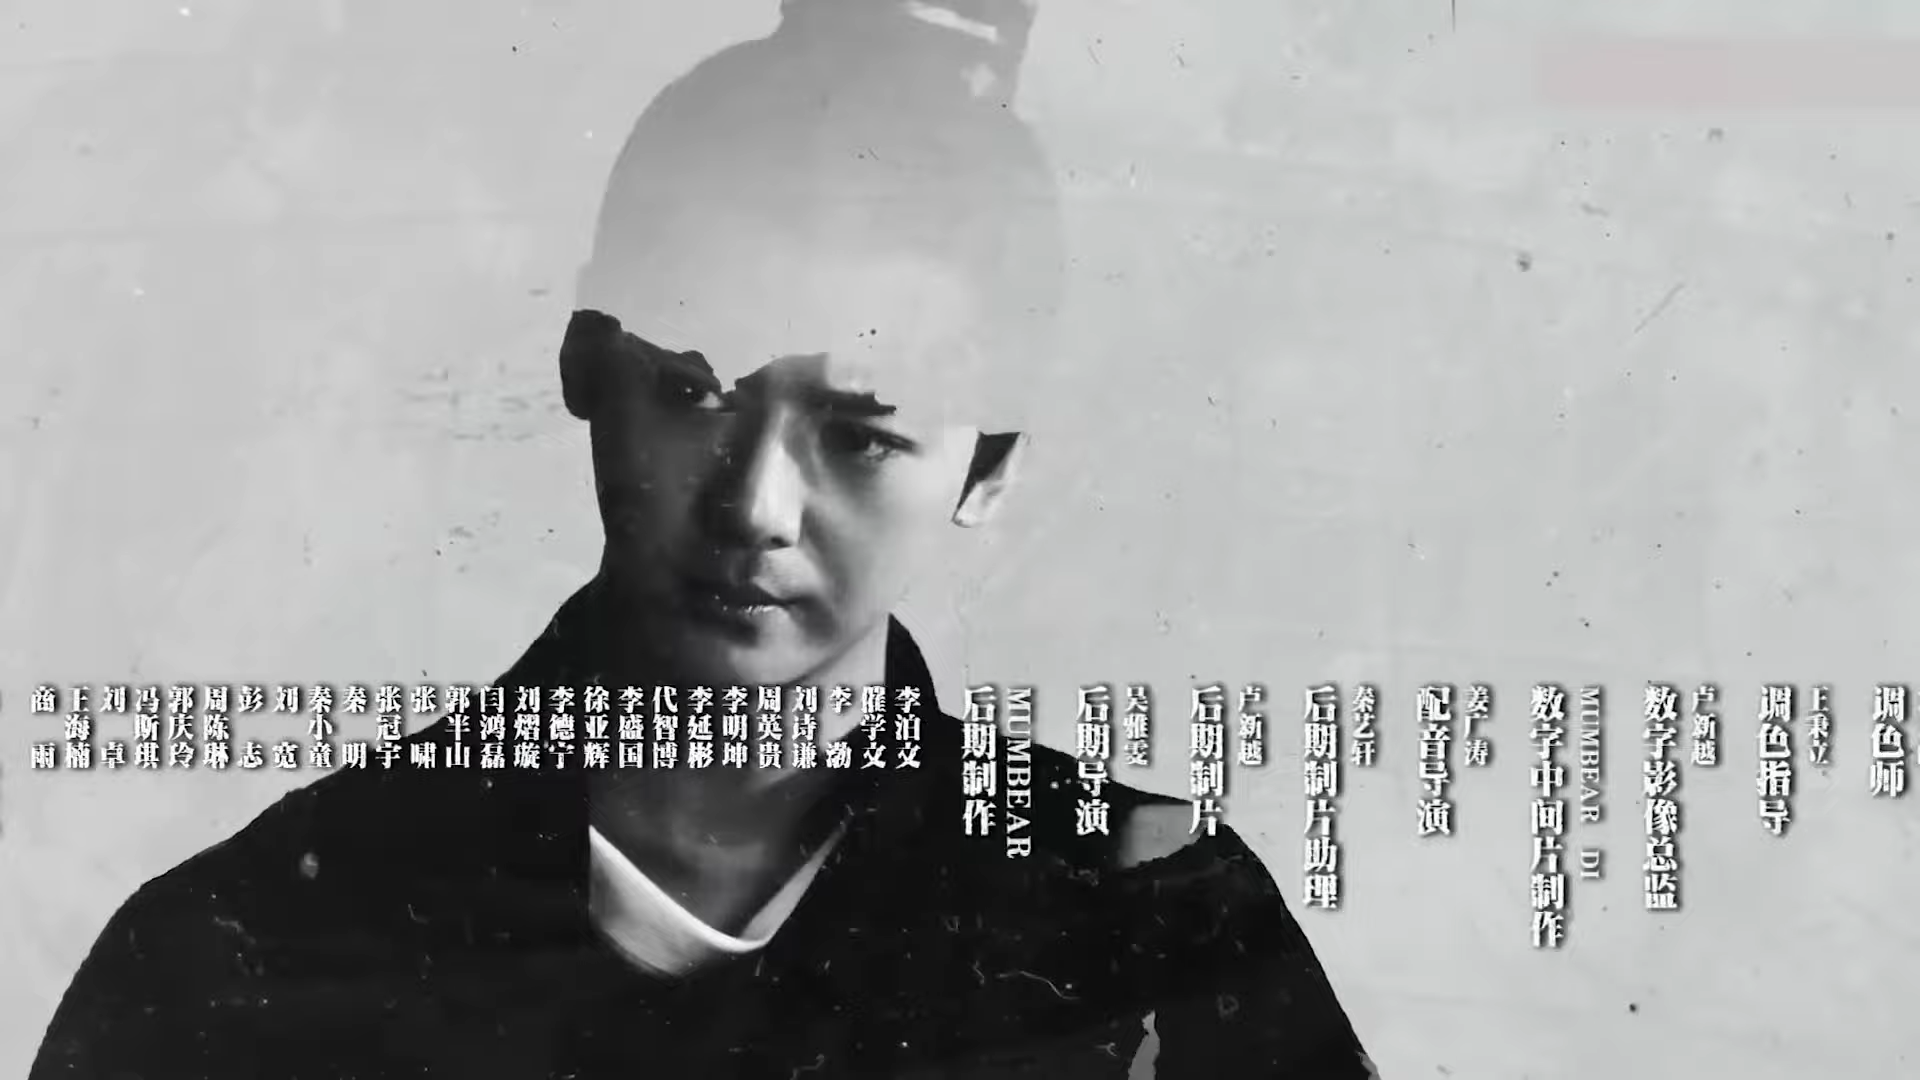 商雨
王海楠
刘卓
冯斯琪
郭庆玲
周陈琳
彭志
刘宽
秦小童
秦明
张冠宇
张啸
郭半山
闫鸿磊
刘熠璇
李德宁
徐亚辉
李盛国
代智博
李延彬
李明坤
周英贵
刘诗谦
李渤
催学文
李泊文
后期制作
MUMBEAR
后期导演
吴雅雯
后期制片
卢新越
后期制片助理
秦艺轩
配音导演
姜广涛
数字中间片制作
MUMBEAR DI
数字影像总监
卢新越
调色指导
王秉立
调色师